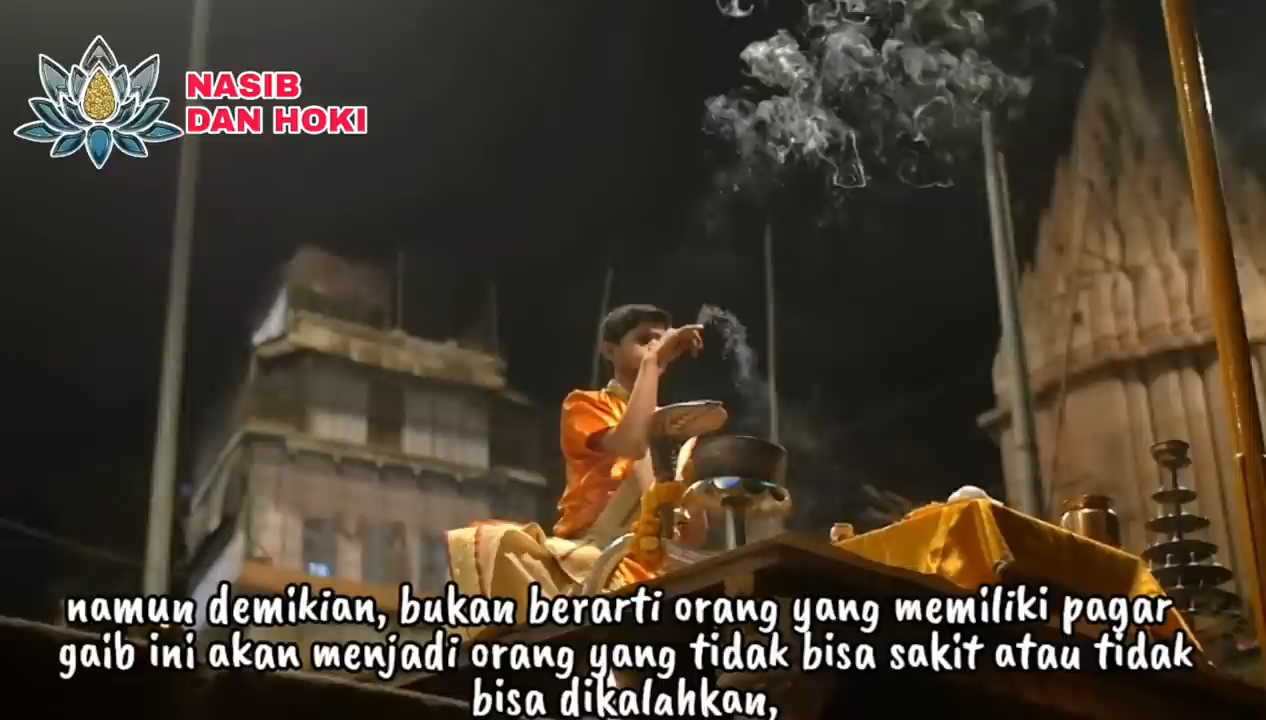 NASIB
DAN HOKI
namun demikian, bukan berarti orang yang memiliki pagar
gaib ini akan menjadi orang yang tidak bisa sakit atau tidak
bisa dikalahkan,